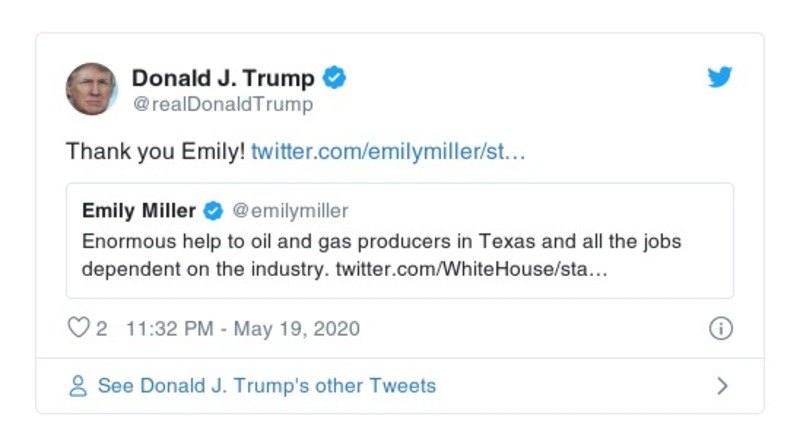 Donald J. Trump
@realDonaldTrump
Thank you Emily! twitter.com/emilymiller/st…
Emily Miller @emilymiller
Enormous help to oil and gas producers in Texas and all the jobs
dependent on the industry. twitter.com/WhiteHouse/sta…
2 11:32 PM - May 19, 2020
See Donald J. Trump's other Tweets